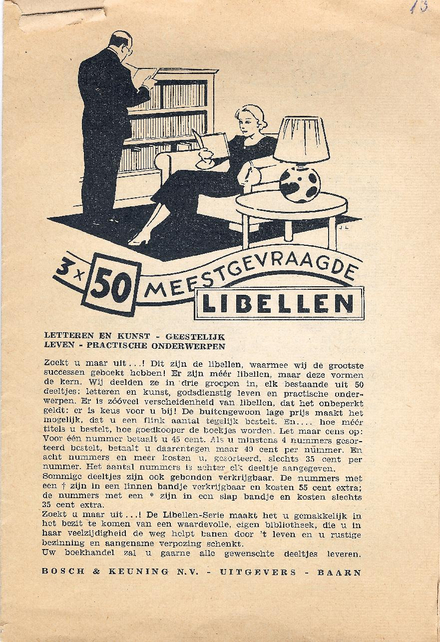 13
J L
3 x 50 MEESTGEVRAAGDE
LIBELLEN
LETTEREN EN KUNST - GEESTELIJK
LEVEN - PRACTISCHE ONDERWERPEN
Zoekt u maar uit...! Dit zijn de libellen, waarmee wij de grootste
successen geboekt hebben! Er zijn méér libellen, maar deze vormen
de kern. Wij deelden ze in drie groepen in, elk bestaande uit 50
deeltjes: letteren en kunst, godsdienstig leven en practische onder-
werpen. Er is zóóveel verscheidenheid van libellen, dat het onbeperkt
geldt: er is keus voor u bij! De buitengewoon lage prijs maakt het
mogelijk, dat u een flink aantal tegelijk bestelt. En.... hoe méér
titels u bestelt, hoe goedkooper de boekjes worden. Let maar eens op:
Voor één nummer betaalt u 45 cent. Als u minstens 4 nummers gesor-
teerd bestelt, betaalt u daarentegen maar 40 cent per nummer. En
acht nummers en meer kosten u, gesorteerd, slechts 35 cent per
nummer. Het aantal nummers is achter elk deeltje aangegeven.
Sommige deeltjes zijn ook gebonden verkrijgbaar. De nummers met
een † zijn in een linnen bandje verkrijgbaar en kosten 55 cent extra;
de nummers met een * zijn in een slap bandje en kosten slechts
35 cent extra.
Zoekt u maar uit...! De Libellen-Serie maakt het u gemakkelijk in
het bezit te komen van een waardevolle, eigen bibliotheek, die u in
haar veelzijdigheid de weg helpt banen door 't leven en u rustige
bezinning en aangename verpozing schenkt.
Uw boekhandel zal u gaarne alle gewenschte deeltjes leveren.
BOSCH & KEUNING N.V. - UITGEVERS - BAARN